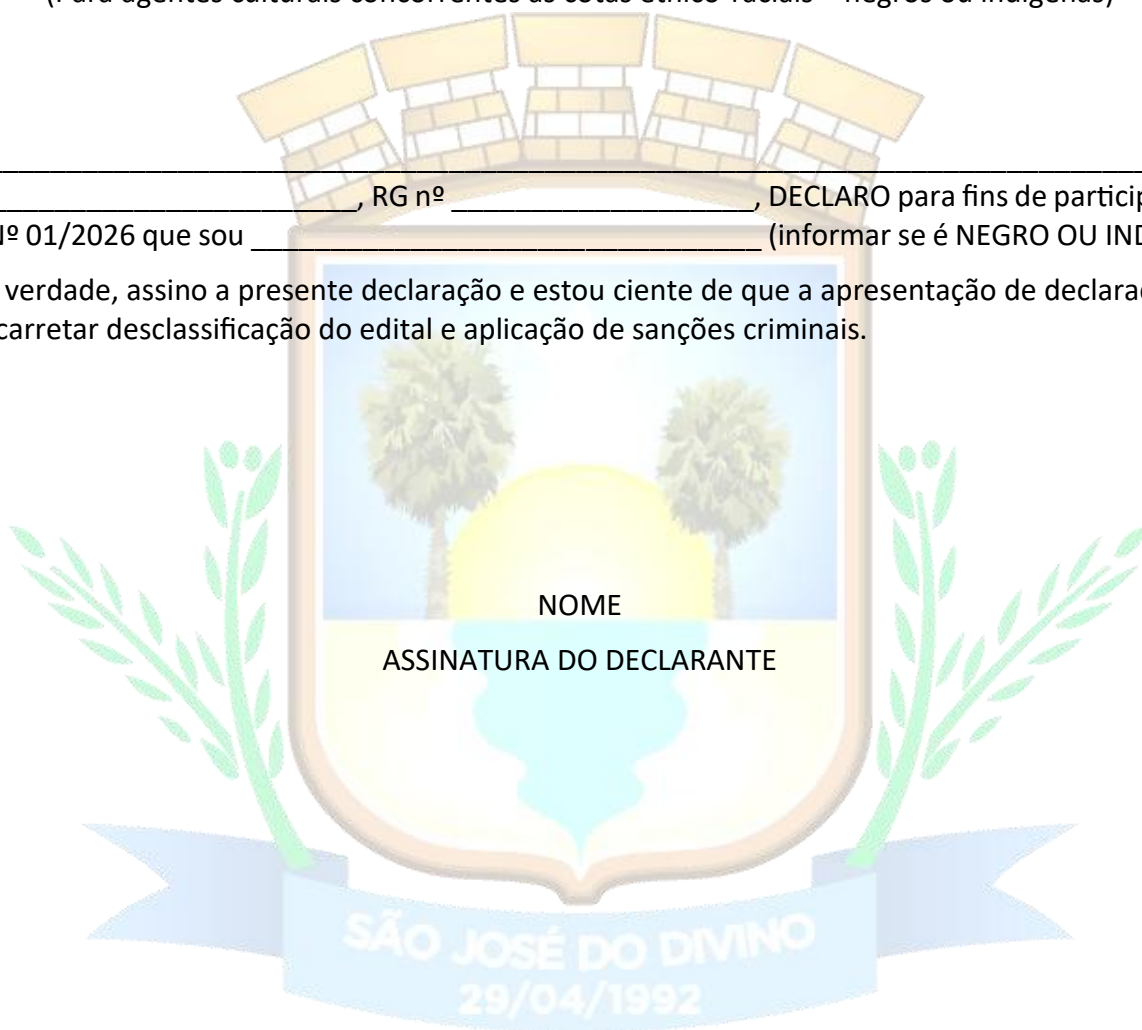 (Para agentes culturais concorrentes às cotas étnico-raciais – negros ou indígenas)
______________________________________________________________________
_______________________, RG nº ___________________, DECLARO para fins de particip
Nº 01/2026 que sou ________________________________ (informar se é NEGRO OU IND
verdade, assino a presente declaração e estou ciente de que a apresentação de declara
carretar desclassificação do edital e aplicação de sanções criminais.
NOME
ASSINATURA DO DECLARANTE
SÃO JOSÉ DO DIVINO
29/04/1992